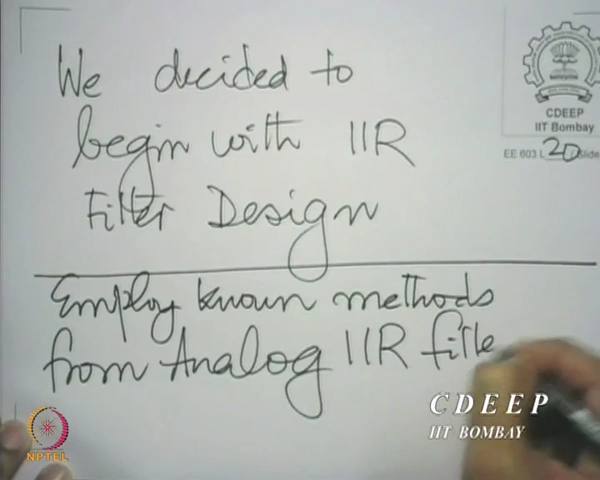 We decided to
begin with IIR
Filter Design
Employ known methods
from Analog IIR filte
CDEEP
IIT Bombay
EE 603 L 20 / Slide
CDEEP
IIT BOMBAY
NPTEL